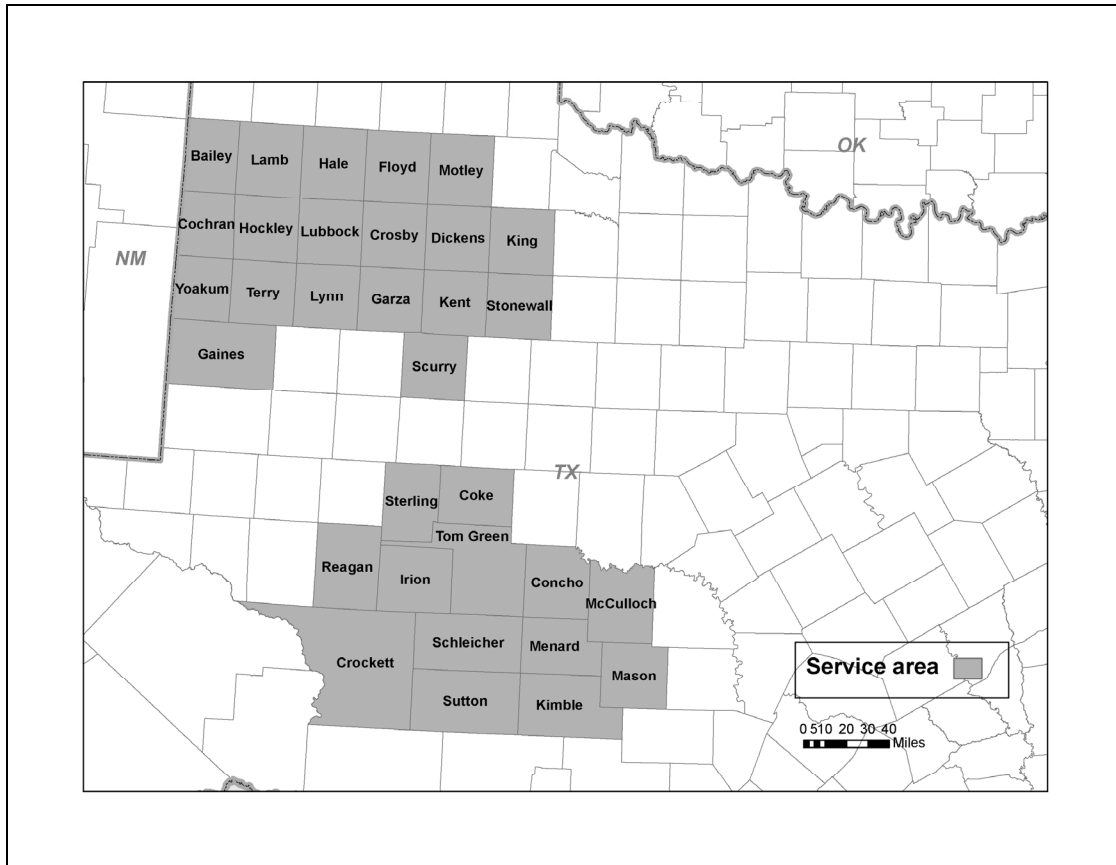 OK
Bailey Lamb Hale Floyd Motley
Cochran Hockley Lubbock Crosby Dickens King
NM
Yoakum Terry Lynn Garza Kent Stonewall
Gaines
Scurry
TX
Sterling Coke
Tom Green
Reagan Irion Concho
McCulloch
Schleicher Menard
Crockett Mason
Sutton Kimble
Service area
0 5 10 20 30 40
Miles